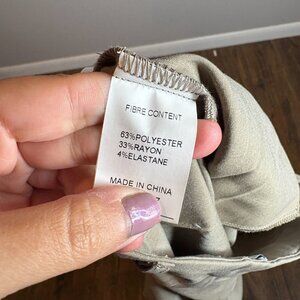 FIBRE CONTENT
63%POLYESTER
33%RAYON
4%ELASTANE
MADE IN CHINA